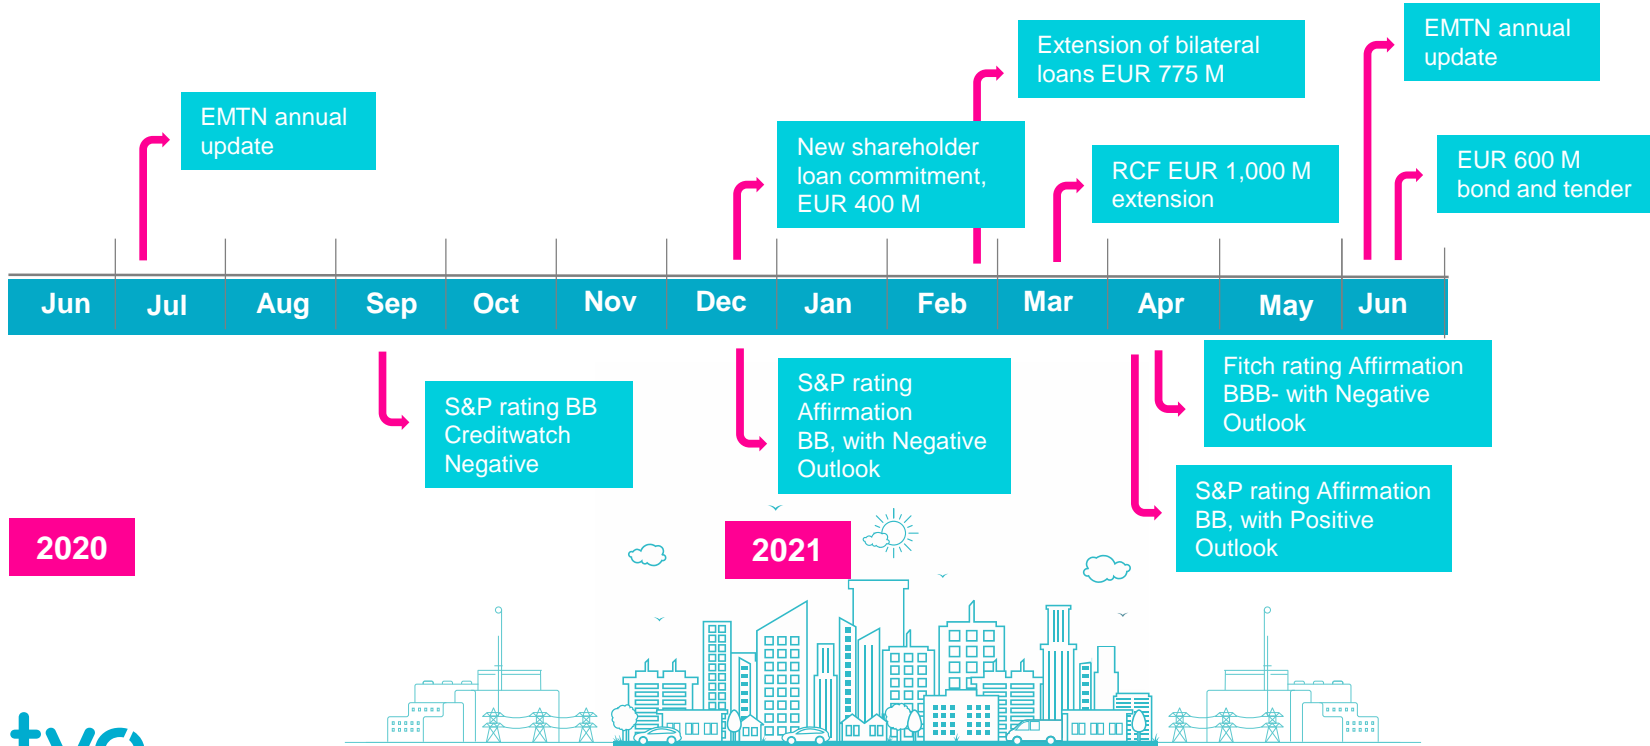 EMTN annual
update
Extension of bilateral
loans EUR 775 M
EMTN annual
update
New shareholder
loan commitment,
EUR 400 M
RCF EUR 1,000 M
extension
EUR 600 M
bond and tender
Jun Jul Aug Sep Oct Nov Dec Jan Feb Mar Apr May Jun
S&P rating BB
Creditwatch
Negative
S&P rating
Affirmation
BB, with Negative
Outlook
Fitch rating Affirmation
BBB- with Negative
Outlook
S&P rating Affirmation
BB, with Positive
Outlook
2020
2021
tvo